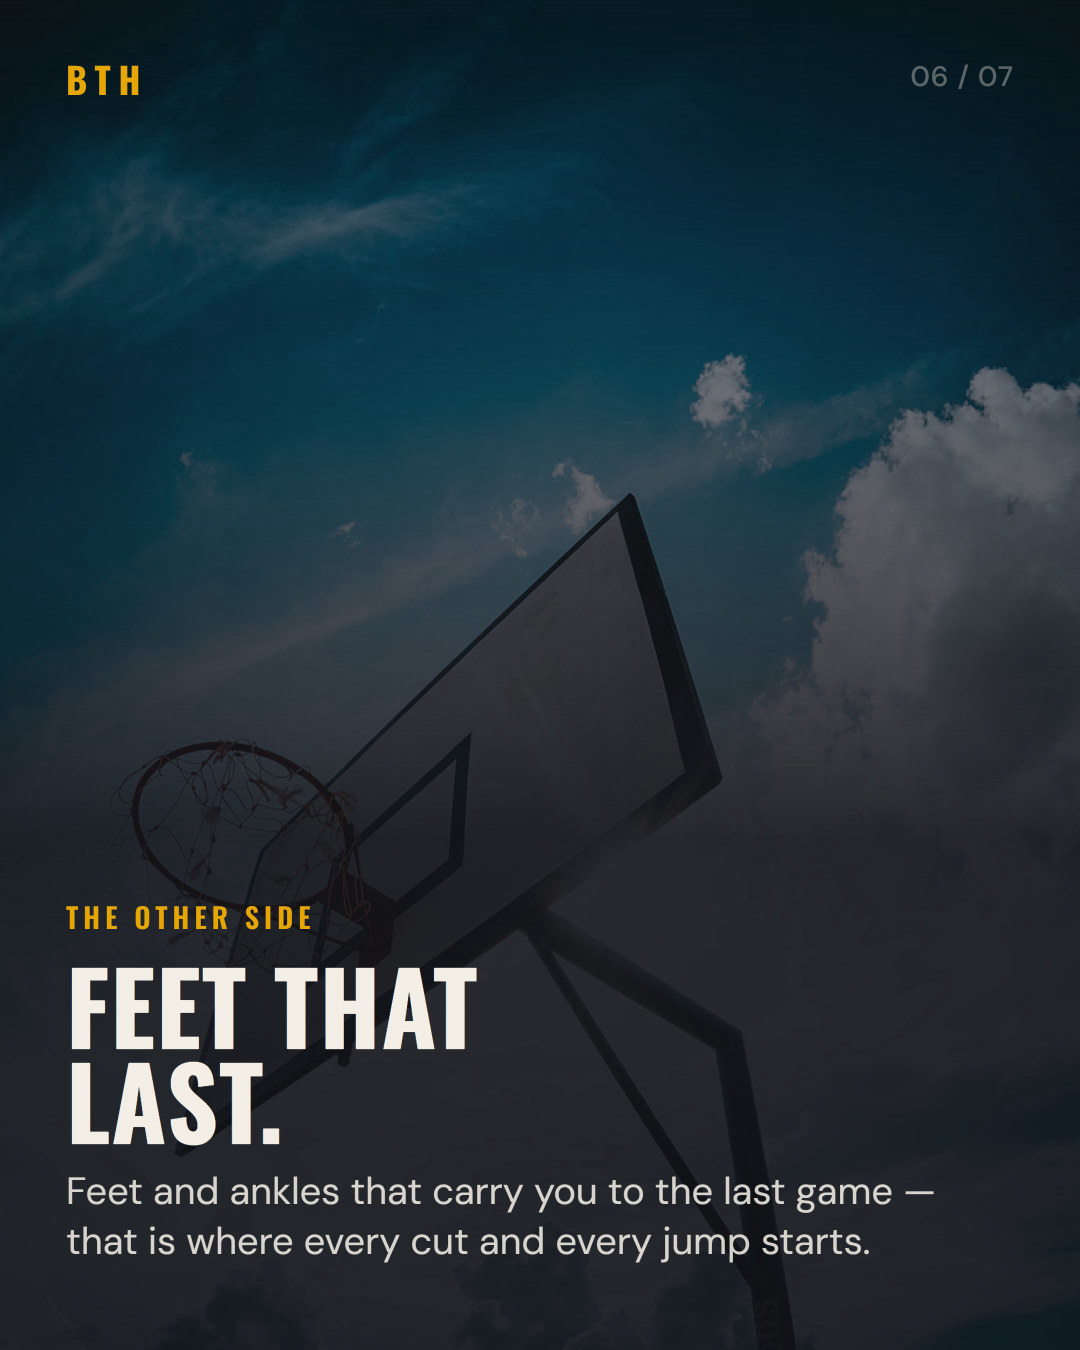 BTH
06 / 07
THE OTHER SIDE
FEET THAT
LAST.
Feet and ankles that carry you to the last game —
that is where every cut and every jump starts.